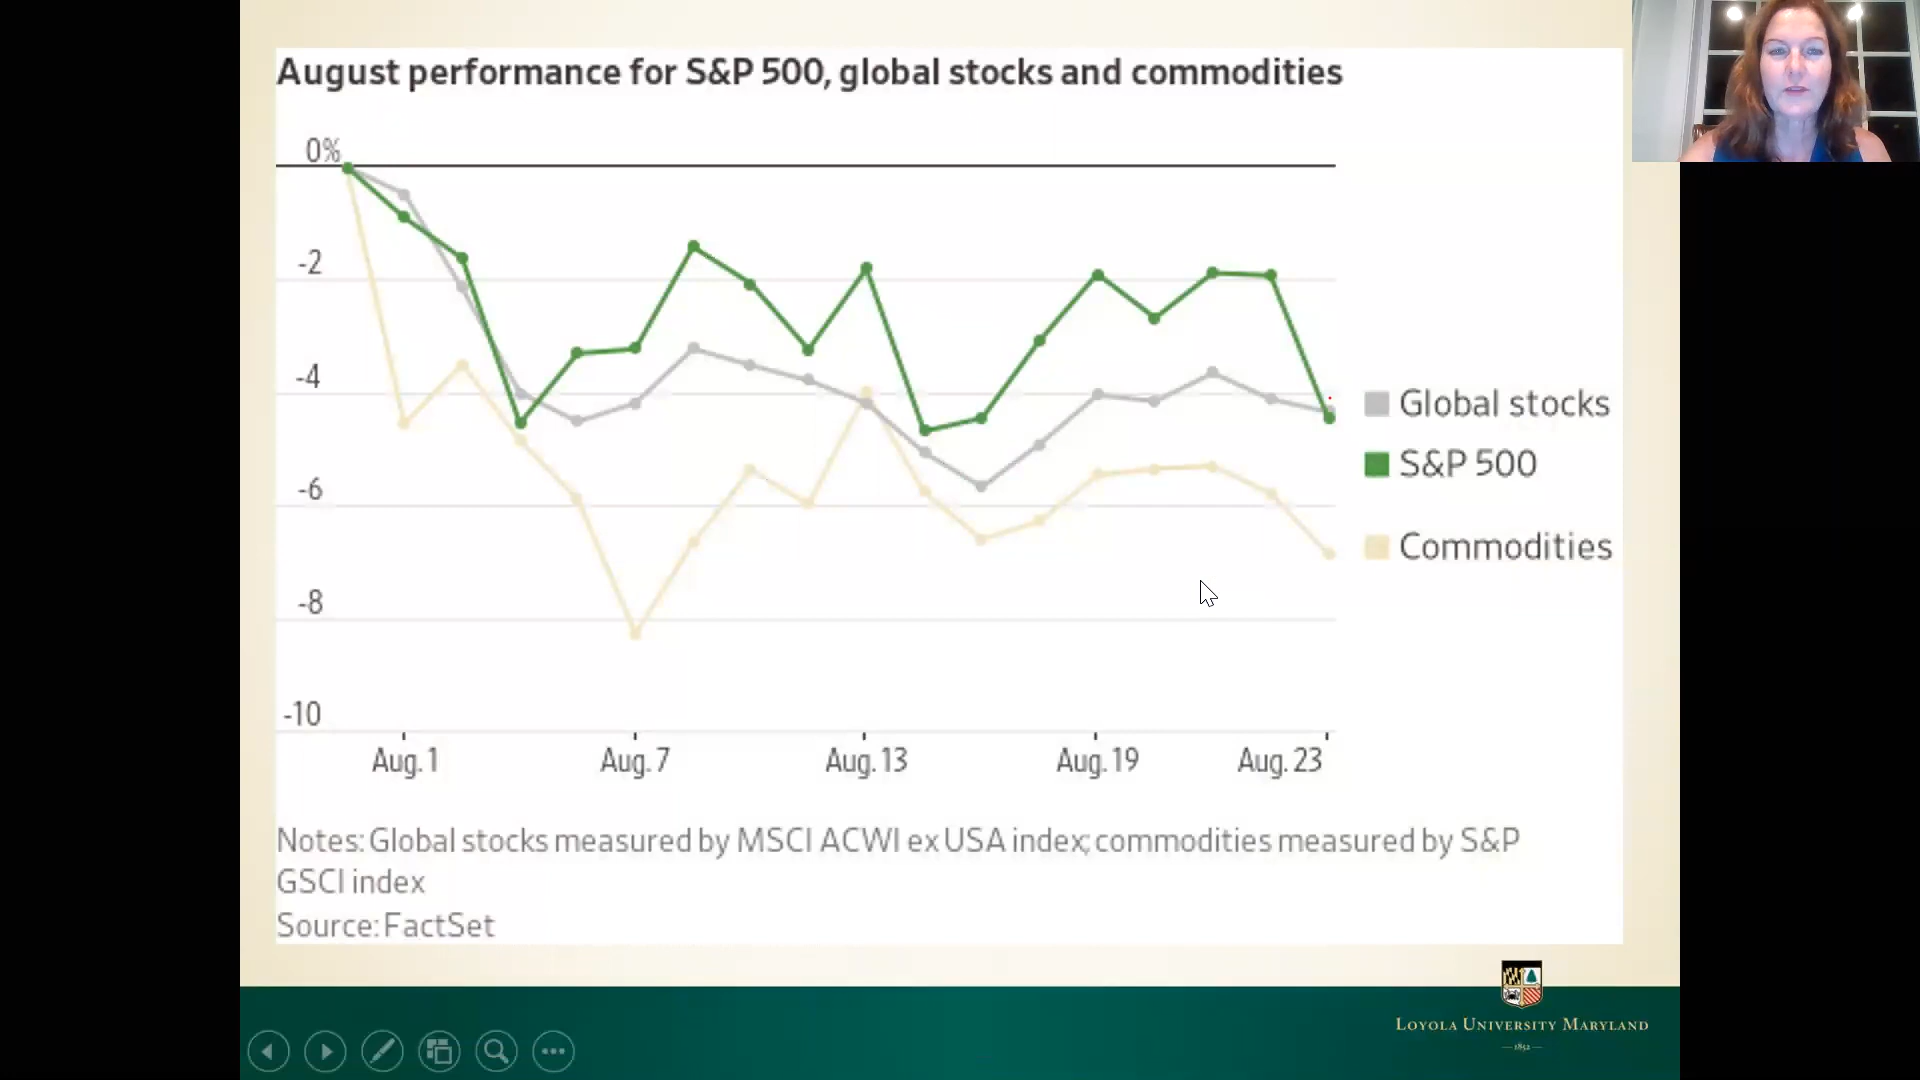 August performance for S&P 500, global stocks and commodities
0%
-2
-4
-6
-8
-10
Global stocks
S&P 500
Commodities
Aug. 1 Aug. 7 Aug. 13 Aug. 19 Aug. 23
Notes: Global stocks measured by MSCI ACWI ex USA index; commodities measured by S&P
GSCI index
Source: FactSet
LOYOLA UNIVERSITY MARYLAND
1852